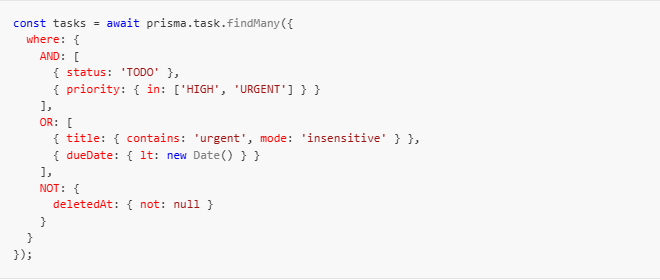 const tasks = await prisma.task.findMany({
  where: {
    AND: [
      { status: 'TODO' },
      { priority: { in: ['HIGH', 'URGENT'] } }
    ],
    OR: [
      { title: { contains: 'urgent', mode: 'insensitive' } },
      { dueDate: { lt: new Date() } }
    ],
    NOT: {
      deletedAt: { not: null }
    }
  }
});